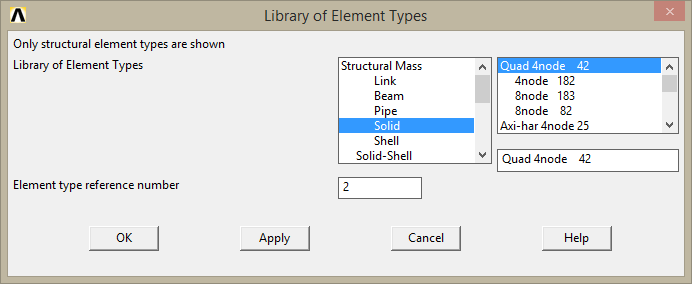 Library of Element Types
Only structural element types are shown
Library of Element Types
Structural Mass
Link
Beam
Pipe
Solid
Shell
Solid-Shell
Quad 4node 42
4node 182
8node 183
8node 82
Axi-har 4node 25
Quad 4node 42
Element type reference number
2
OK
Apply
Cancel
Help